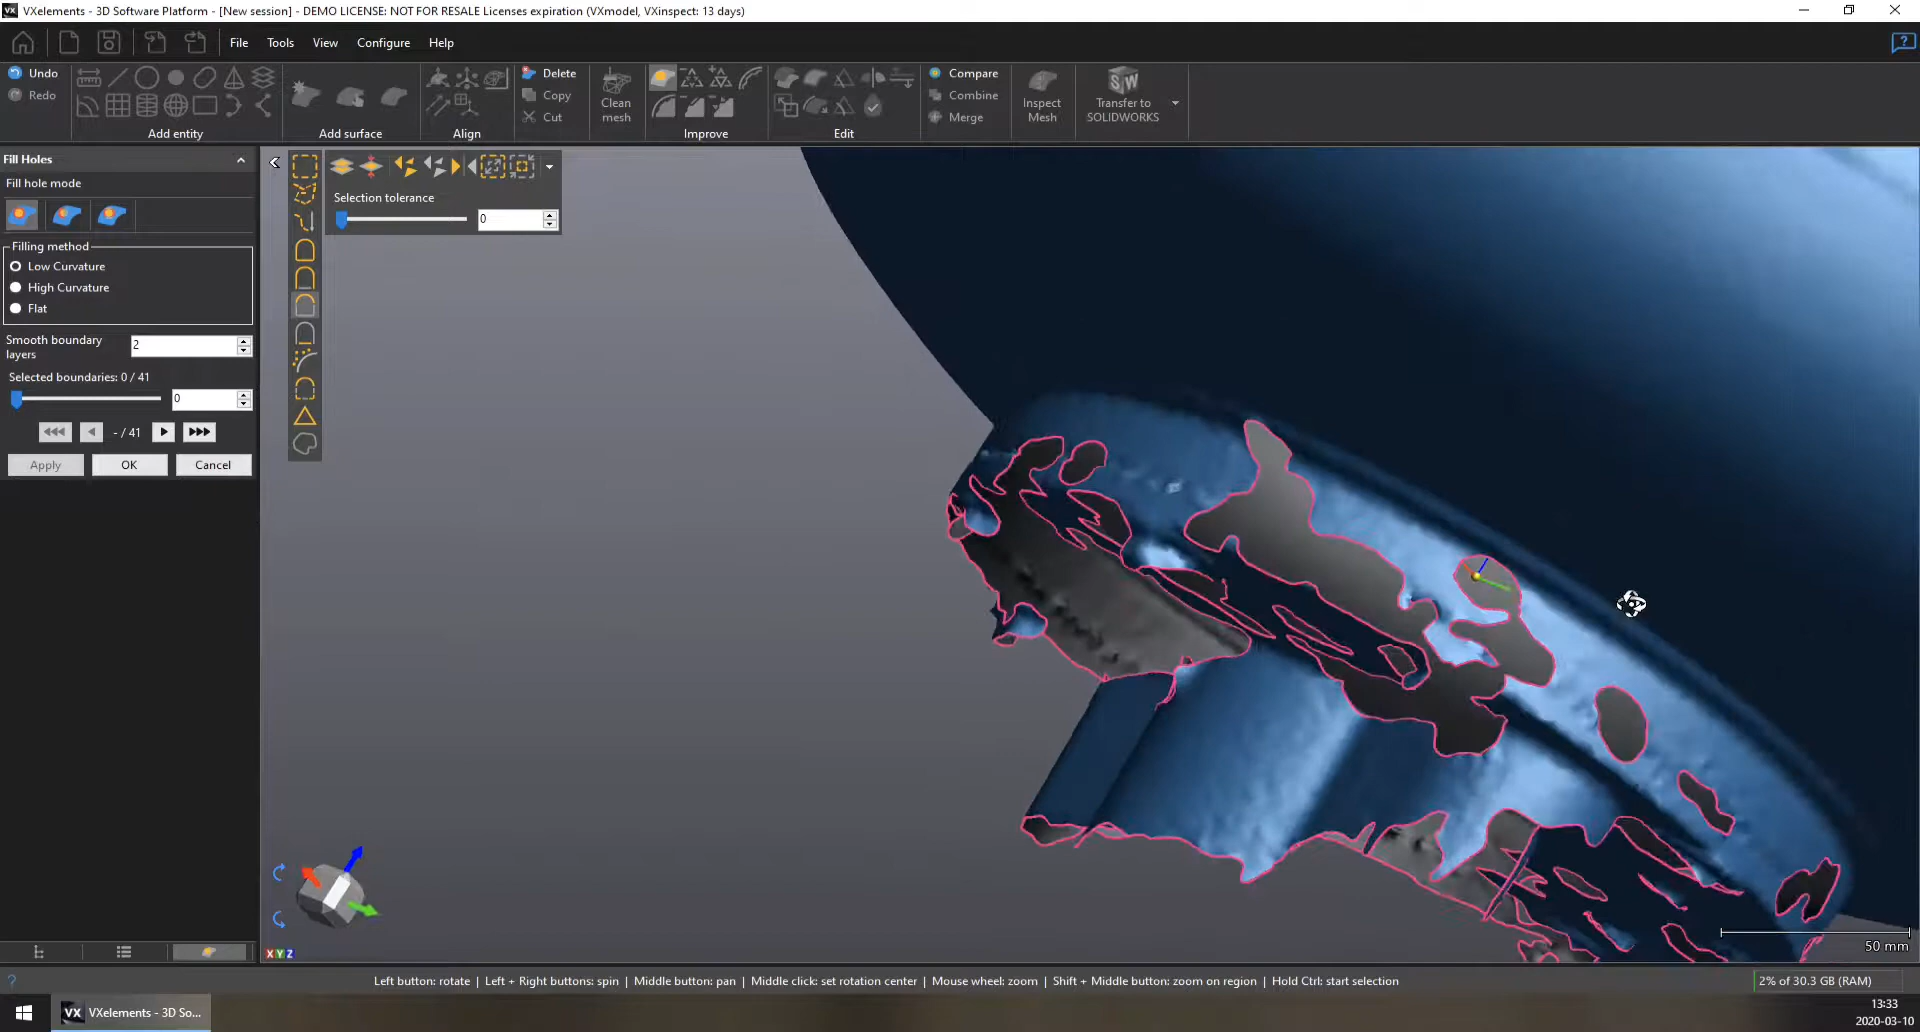 VXelements - 3D Software Platform - [New session] - DEMO LICENSE: NOT FOR RESALE Licenses expiration (VXmodel, VXinspect: 13 days)
File Tools View Configure Help
Undo
Redo
Add entity
Add surface
Align
Delete
Copy
Cut
Clean
mesh
Improve
Edit
Compare
Combine
Merge
Inspect
Mesh
S W
Transfer to
SOLIDWORKS
Fill Holes
Fill hole mode
Filling method
Low Curvature
High Curvature
Flat
Smooth boundary
layers
2
Selected boundaries: 0 / 41
0
- / 41
Apply OK Cancel
Selection tolerance
0
XYZ
50 mm
Left button: rotate | Left + Right buttons: spin | Middle button: pan | Middle click: set rotation center | Mouse wheel: zoom | Shift + Middle button: zoom on region | Hold Ctrl: start selection
2% of 30.3 GB (RAM)
VX VXelements - 3D So...
13:33
2020-03-10